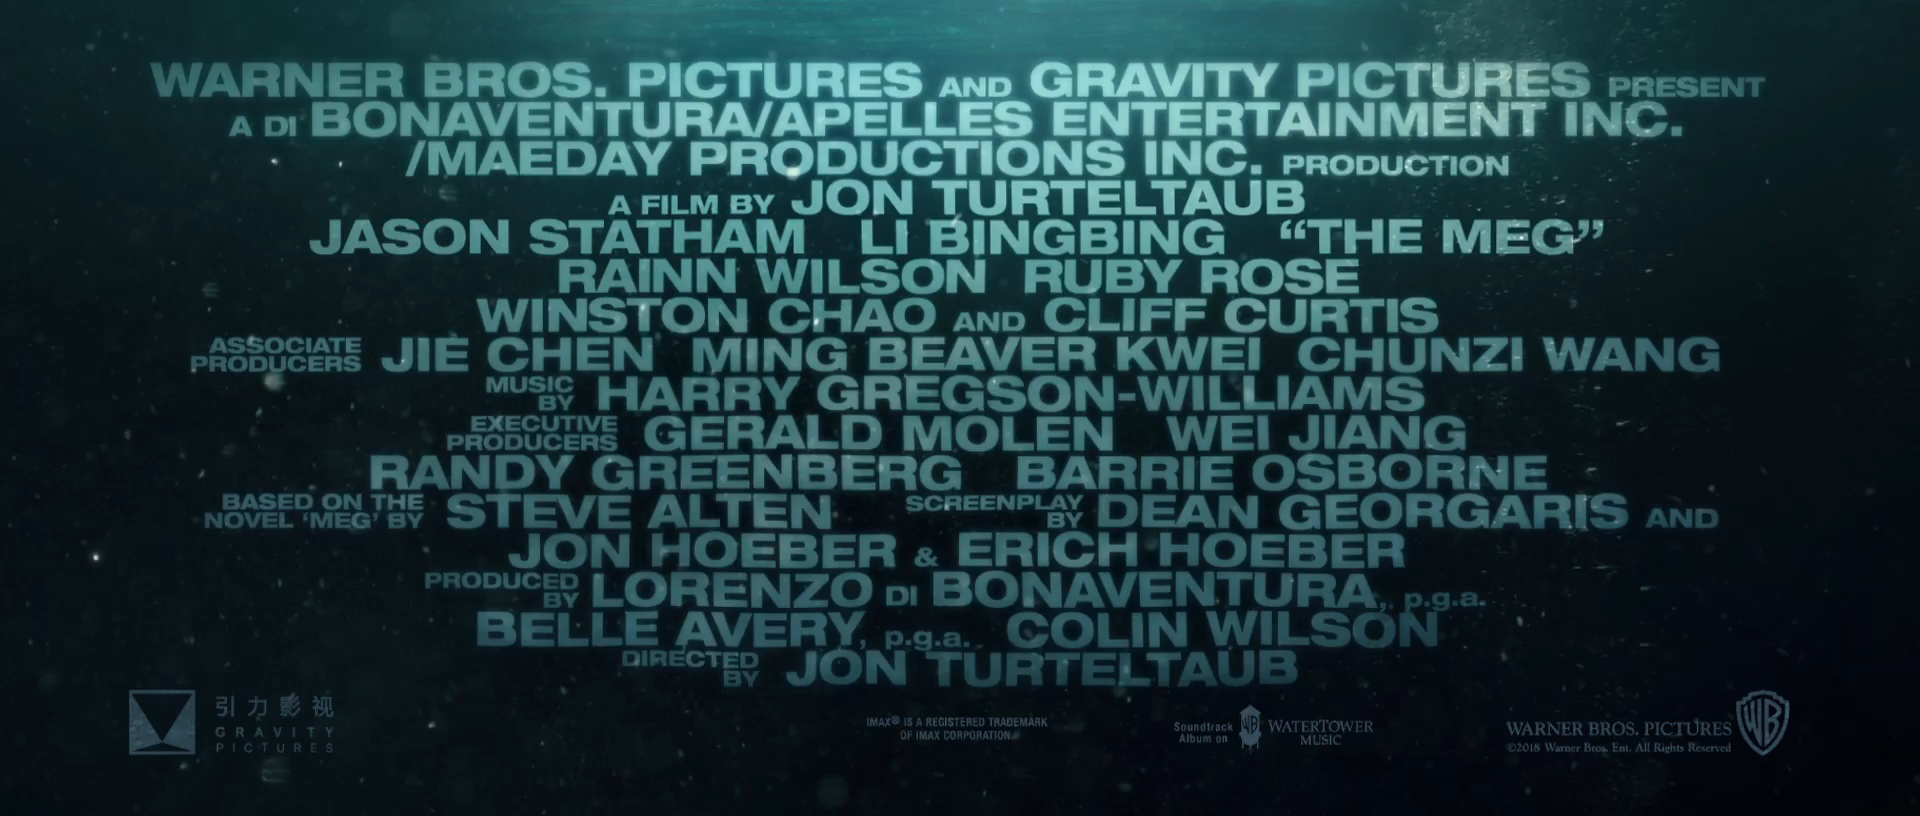 WARNER BROS. PICTURES AND GRAVITY PICTURES PRESENT
A DI BONAVENTURA/APELLES ENTERTAINMENT INC.
/MAEDAY PRODUCTIONS INC. PRODUCTION
A FILM BY JON TURTELTAUB
JASON STATHAM LI BINGBING “THE MEG”
RAINN WILSON RUBY ROSE
WINSTON CHAO AND CLIFF CURTIS
ASSOCIATE PRODUCERS JIE CHEN MING BEAVER KWEI CHUNZI WANG
MUSIC BY HARRY GREGSON-WILLIAMS
EXECUTIVE PRODUCERS GERALD MOLEN WEI JIANG
RANDY GREENBERG BARRIE OSBORNE
BASED ON THE NOVEL ‘MEG’ BY STEVE ALTEN SCREENPLAY BY DEAN GEORGARIS AND
JON HOEBER & ERICH HOEBER
PRODUCED BY LORENZO DI BONAVENTURA, p.g.a.
BELLE AVERY, p.g.a. COLIN WILSON
DIRECTED BY JON TURTELTAUB
引力影视
GRAVITY
PICTURES
IMAX® IS A REGISTERED TRADEMARK
OF IMAX CORPORATION.
Soundtrack
Album on
WB
WATERTOWER
MUSIC
WARNER BROS. PICTURES
©2018 Warner Bros. Ent. All Rights Reserved
WB